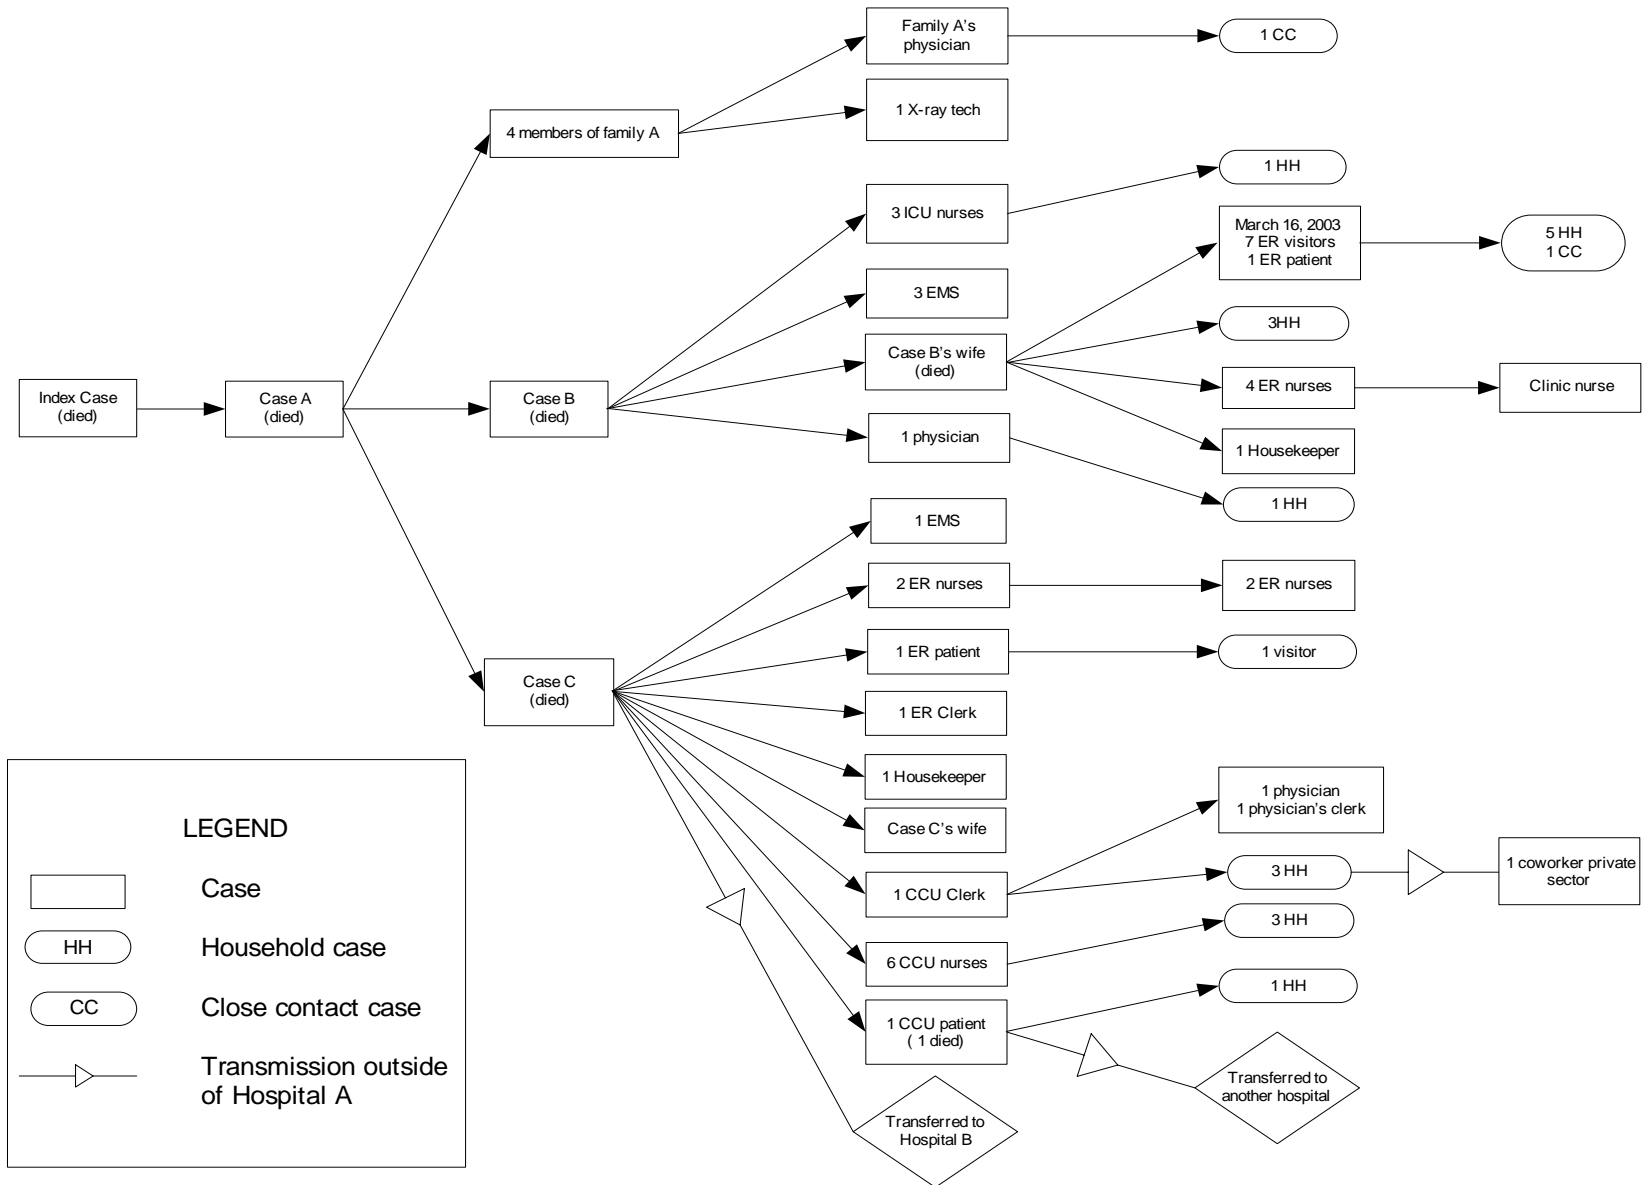 Family A's
physician
1 CC
1 X-ray tech
4 members of family A
1 HH
3 ICU nurses
March 16, 2003
7 ER visitors
1 ER patient
5 HH
1 CC
3 EMS
3HH
Case B's wife
(died)
Index Case
(died)
Case A
(died)
Case B
(died)
4 ER nurses
Clinic nurse
1 physician
1 Housekeeper
1 HH
1 EMS
2 ER nurses
2 ER nurses
1 ER patient
1 visitor
Case C
(died)
1 ER Clerk
1 Housekeeper
1 physician
1 physician's clerk
Case C's wife
1 CCU Clerk
3 HH
1 coworker private
sector
3 HH
6 CCU nurses
1 HH
1 CCU patient
( 1 died)
Transferred to
another hospital
Transferred to
Hospital B
LEGEND
Case
HH
Household case
CC
Close contact case
Transmission outside
of Hospital A